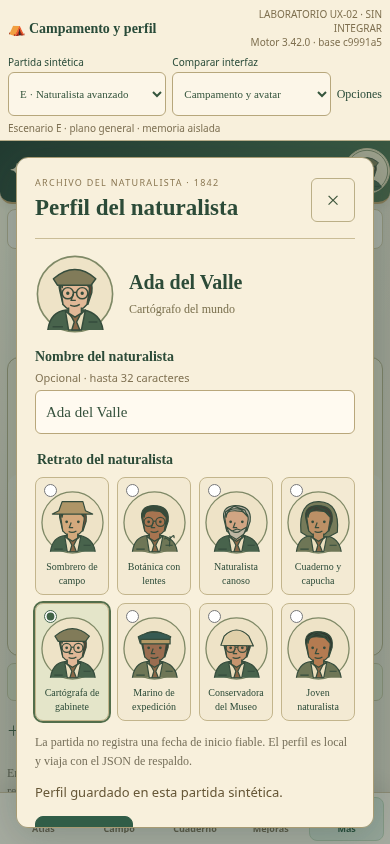 🏕️ Campamento y perfil
LABORATORIO UX-02 · SIN
INTEGRAR
Motor 3.42.0 · base c9991a5
Partida sintética
Comparar interfaz
E · Naturalista avanzado
Campamento y avatar
Opciones
Escenario E · plano general · memoria aislada
ARCHIVO DEL NATURALISTA · 1842
Perfil del naturalista
×
Ada del Valle
Cartógrafo del mundo
Nombre del naturalista
Opcional · hasta 32 caracteres
Ada del Valle
Retrato del naturalista
Sombrero de
campo
Botánica con
lentes
Naturalista
canoso
Cuaderno y
capucha
Cartógrafa de
gabinete
Marino de
expedición
Conservadora
del Museo
Joven
naturalista
La partida no registra una fecha de inicio fiable. El perfil es local
y viaja con el JSON de respaldo.
Perfil guardado en esta partida sintética.
Atlas
Campo
Cuaderno
Mejoras
Más